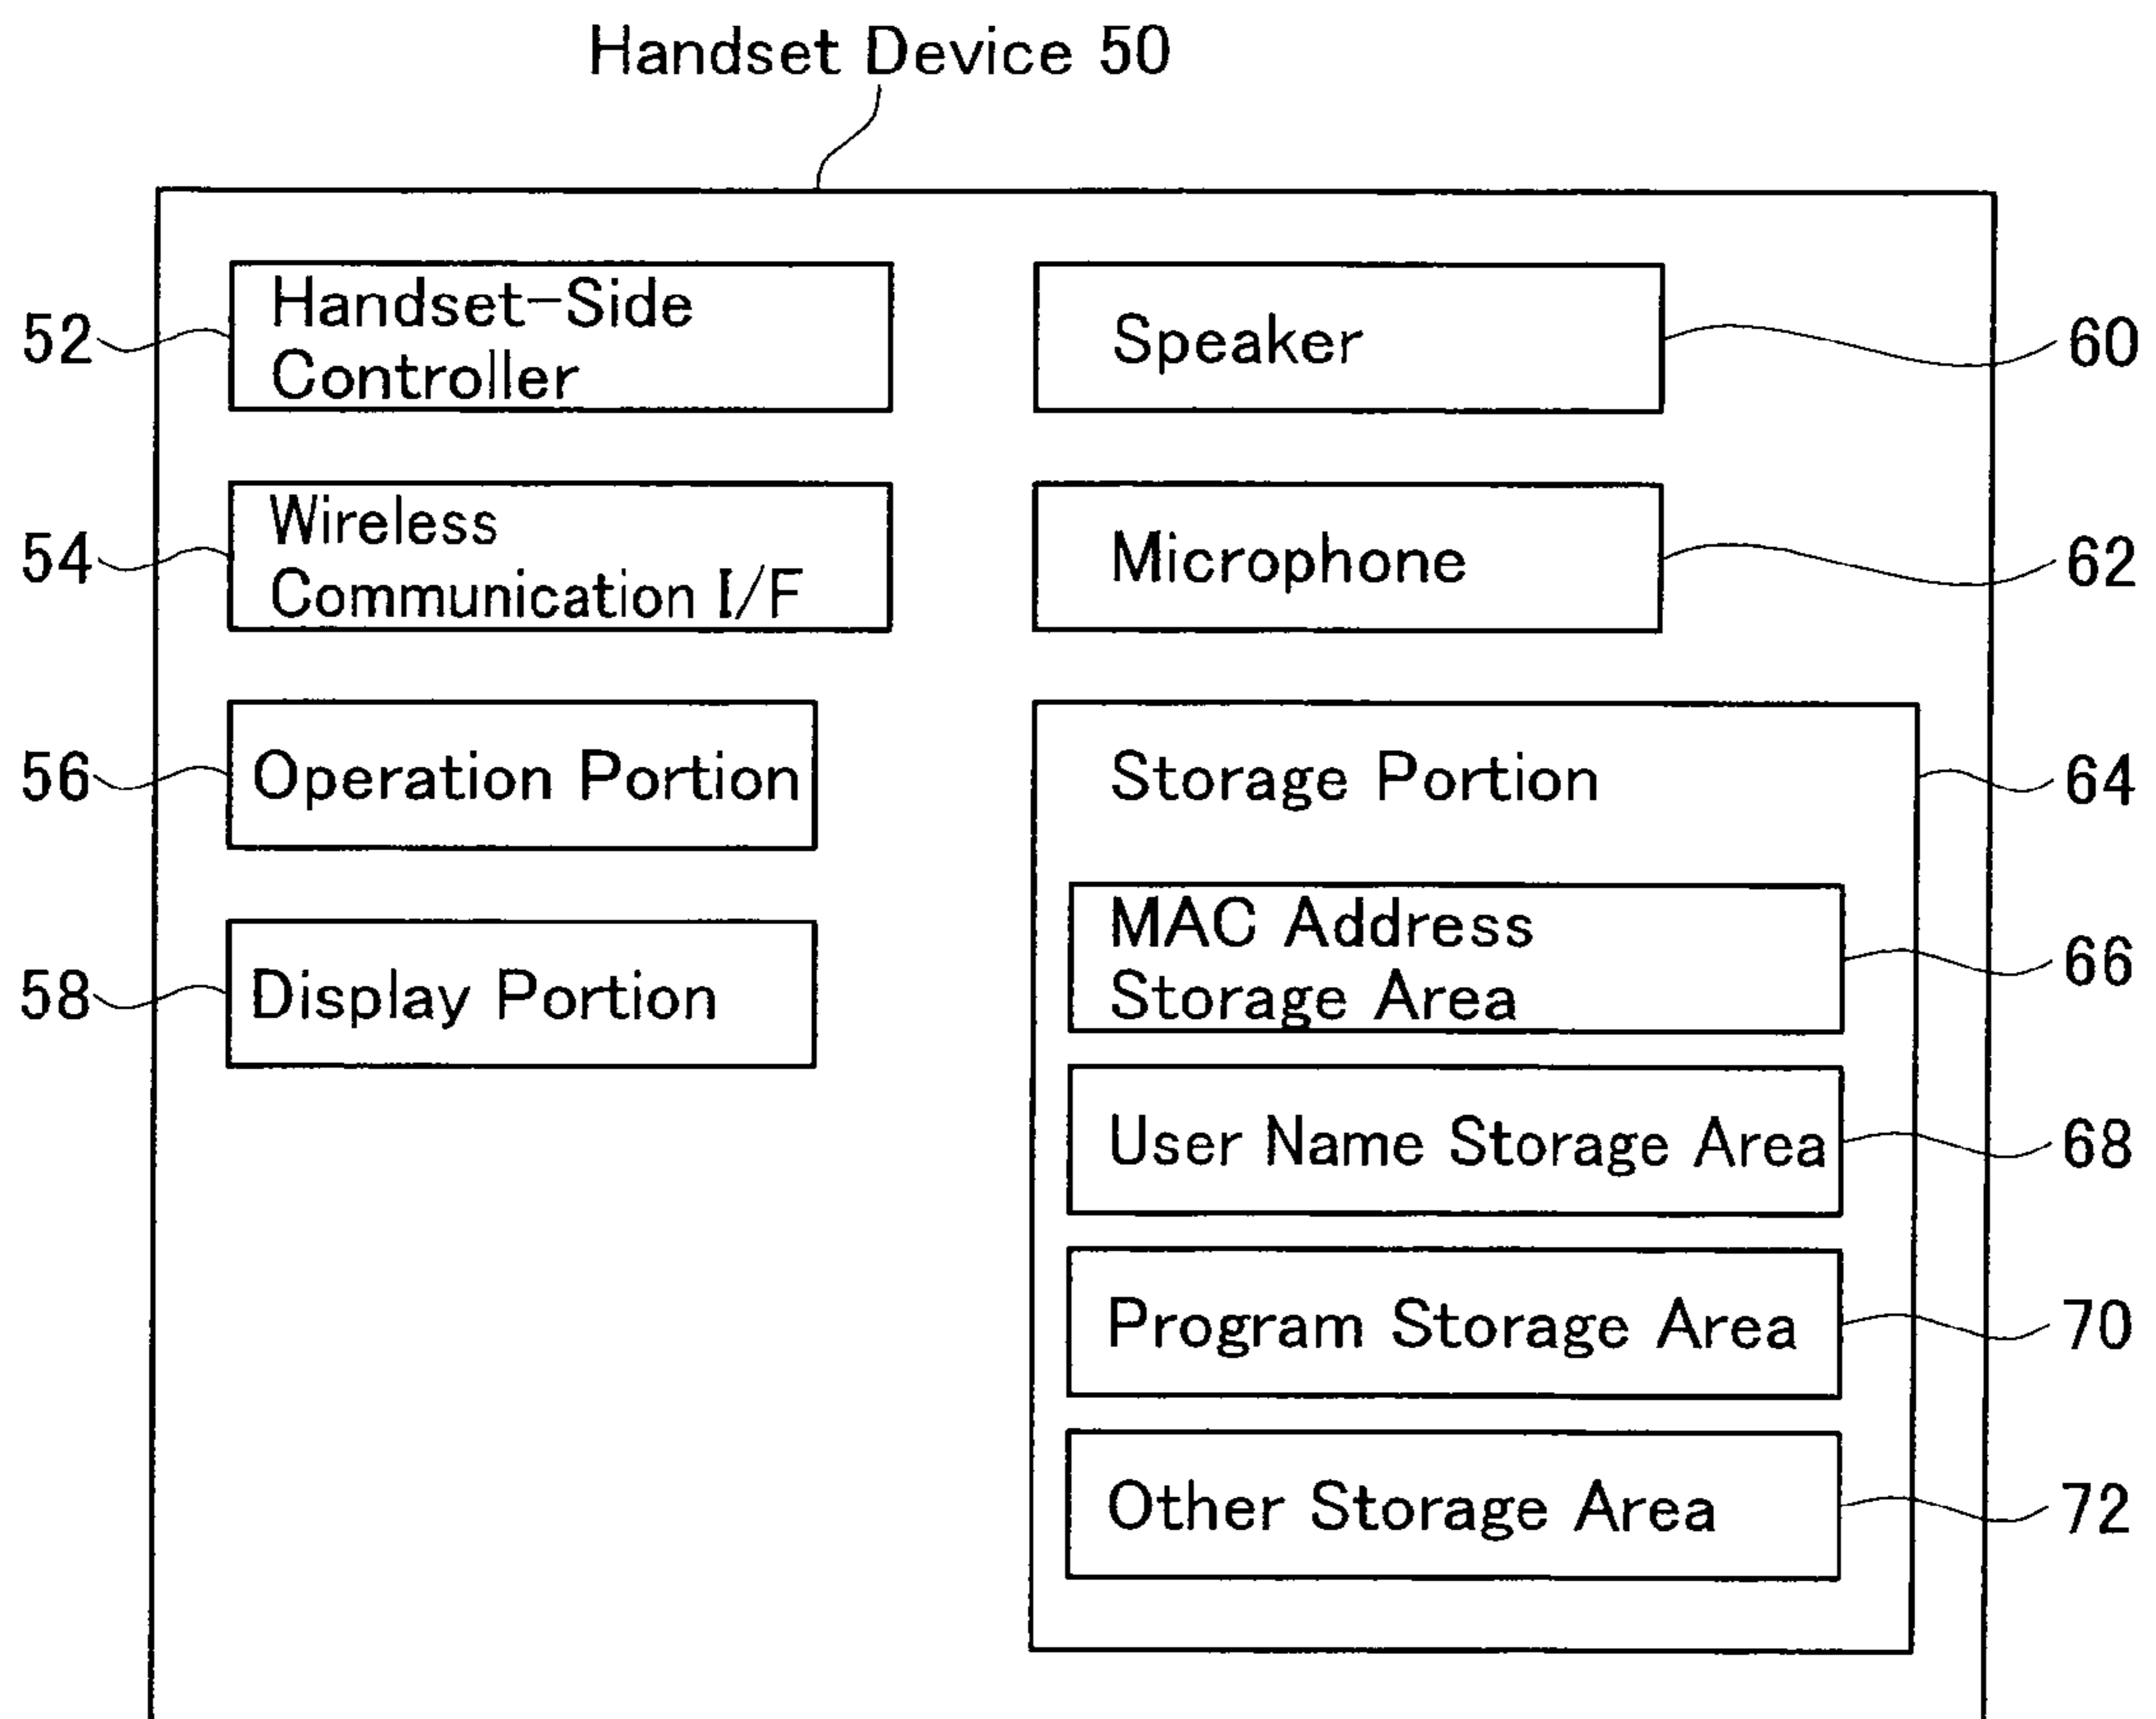 Handset Device 50
52
Handset-Side
Controller
Speaker
60
54
Wireless
Communication I/F
Microphone
62
56
Operation Portion
Storage Portion
64
58
Display Portion
MAC Address
Storage Area
66
User Name Storage Area
68
Program Storage Area
70
Other Storage Area
72